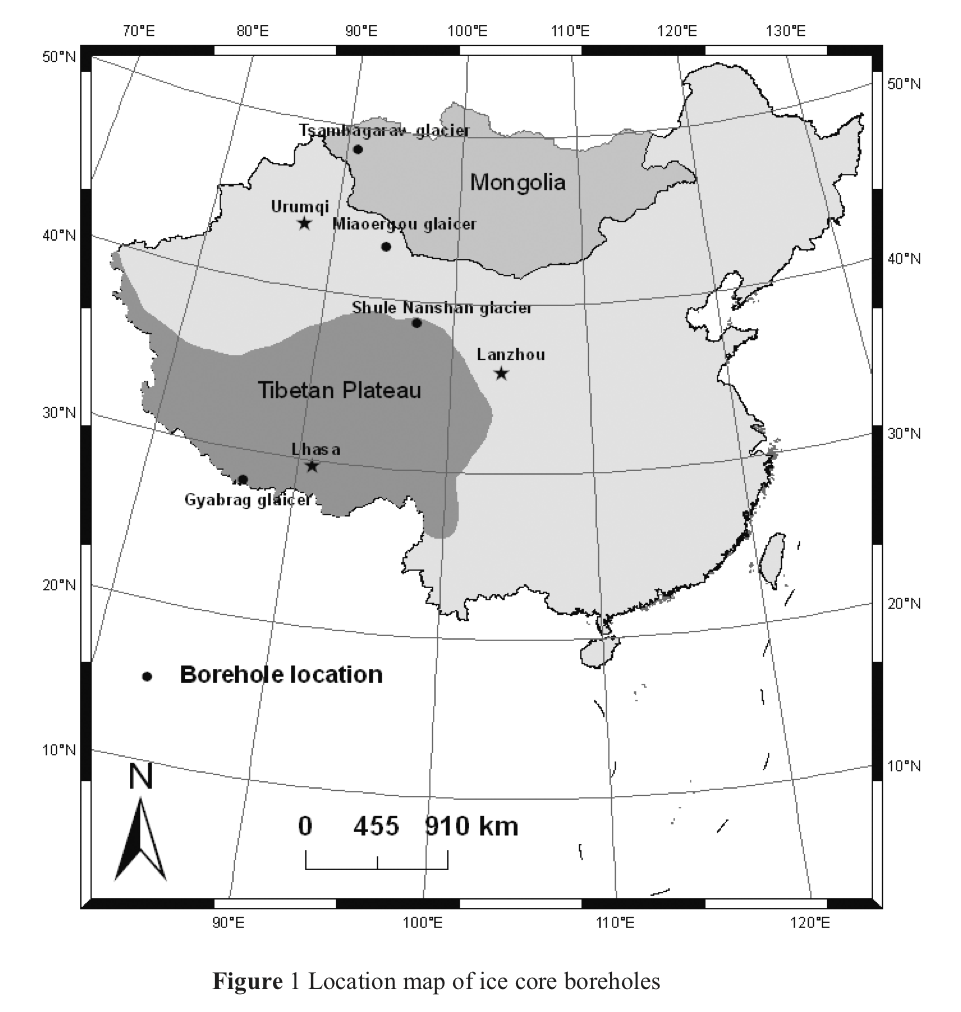 70°E 80°E 90°E 100°E 110°E 120°E 130°E
50°N
50°N
Tsambagarav glacier
Mongolia
Urumqi
Miaoergou glaicer
40°N
40°N
Shule Nanshan glacier
Lanzhou
Tibetan Plateau
30°N
30°N
Lhasa
Gyabrag glaicer
20°N
20°N
Borehole location
10°N
10°N
N
0 455 910 km
90°E 100°E 110°E 120°E
Figure 1 Location map of ice core boreholes